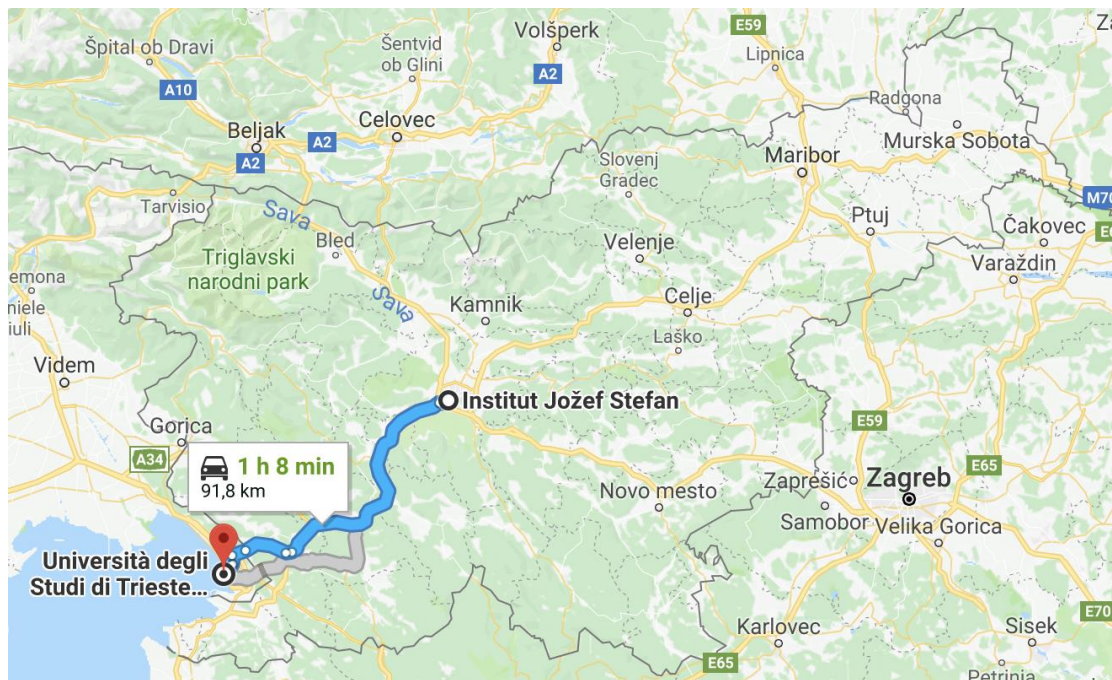 Volšperk
E59
Za
Špital ob Dravi
Šentvid
ob Glini
Lipnica
A2
A10
Radgona
Celovec
Beljak
A2
Murska Sobota
A2
Maribor
Slovenj
Gradec
Tarvisio
M70
Sava
Ptuj
Čakovec
Bled
Velenje
E6
Triglavski
narodni park
Varaždin
emona
Sava
Kamnik
Celje
niele
iuli
Laško
Videm
Institut Jožef Stefan
E59
Gorica
A34
1 h 8 min
91,8 km
E65
Zaprešić
Zagreb
Novo mesto
Samobor
Velika Gorica
Università degli
Studi di Trieste...
E70
Karlovec
Sisek
E65
Petrinja